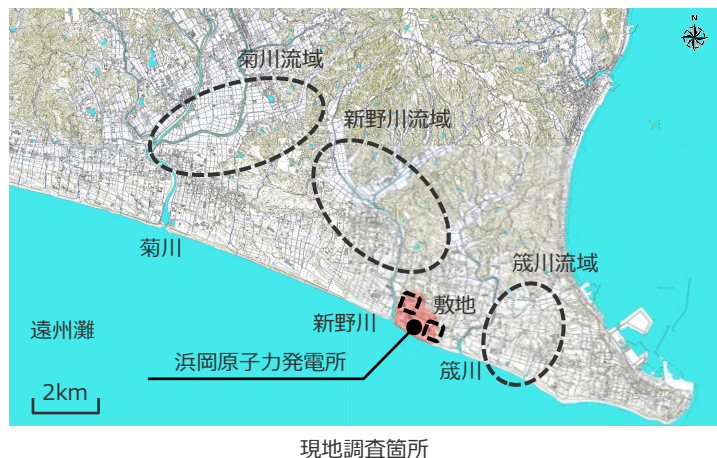 N
菊川流域
新野川流域
菊川
筬川流域
敷地
新野川
遠州灘
浜岡原子力発電所
筬川
2km
現地調査箇所